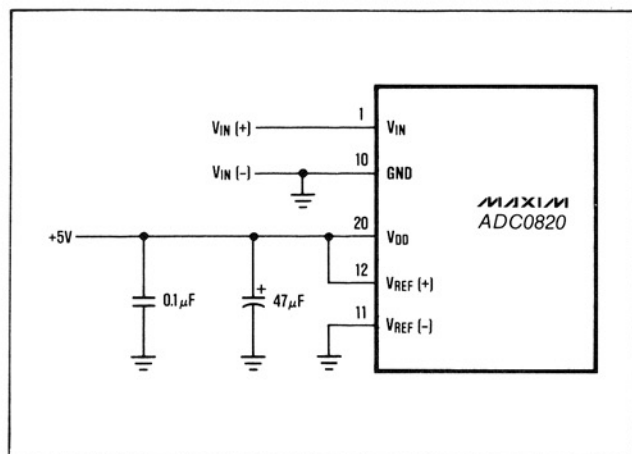 1
VIN (+)
VIN
10
VIN (-)
GND
MAXIM
ADC0820
20
+5V
VDD
12
VREF (+)
+
0.1µF
47µF
11
VREF (-)